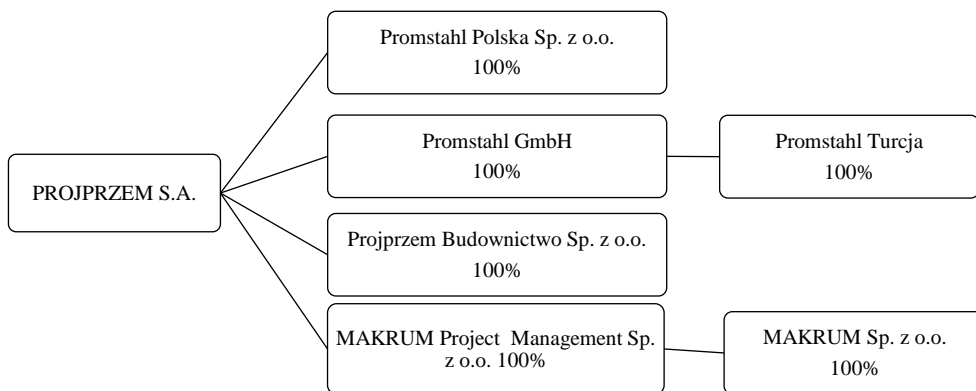 Promstahl Polska Sp. z o.o.
100%
Promstahl GmbH
100%
Promstahl Turcja
100%
PROJPRZEM S.A.
Projprzem Budownictwo Sp. z o.o.
100%
MAKRUM Project  Management Sp.
z o.o. 100%
MAKRUM Sp. z o.o.
100%